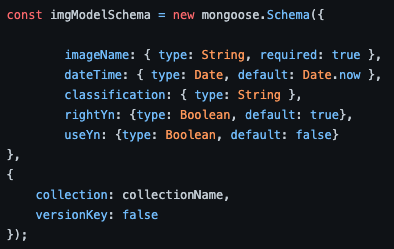 const imgModelSchema = new mongoose.Schema({
imageName: { type: String, required: true },
dateTime: { type: Date, default: Date.now },
classification: { type: String },
rightYn: {type: Boolean, default: true},
useYn: {type: Boolean, default: false}
},
{
collection: collectionName,
versionKey: false
});